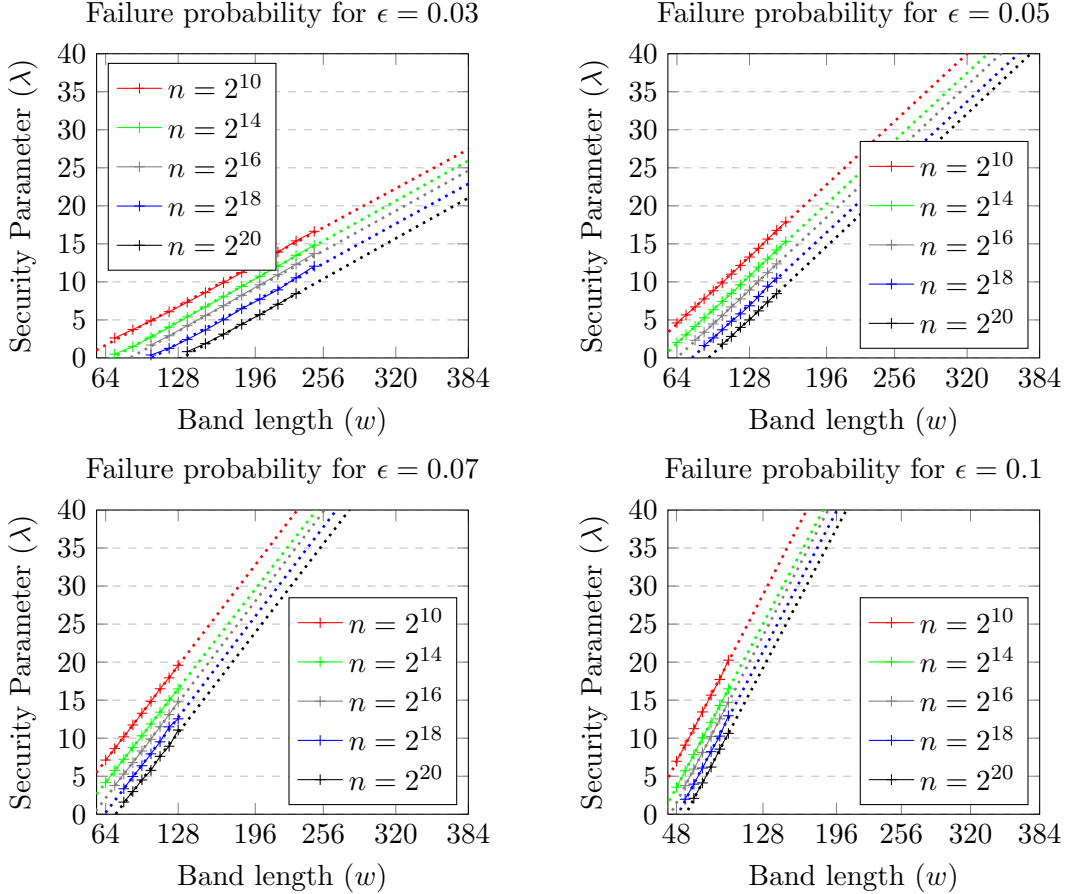 Failure probability for ϵ = 0.03
Security Parameter (λ)
40
35
30
25
20
15
10
5
0
n = 2^10
n = 2^14
n = 2^16
n = 2^18
n = 2^20
64 128 196 256 320 384
Band length (w)
Failure probability for ϵ = 0.05
Security Parameter (λ)
40
35
30
25
20
15
10
5
0
n = 2^10
n = 2^14
n = 2^16
n = 2^18
n = 2^20
64 128 196 256 320 384
Band length (w)
Failure probability for ϵ = 0.07
Security Parameter (λ)
40
35
30
25
20
15
10
5
0
n = 2^10
n = 2^14
n = 2^16
n = 2^18
n = 2^20
64 128 196 256 320 384
Band length (w)
Failure probability for ϵ = 0.1
Security Parameter (λ)
40
35
30
25
20
15
10
5
0
n = 2^10
n = 2^14
n = 2^16
n = 2^18
n = 2^20
48 128 196 256 320 384
Band length (w)